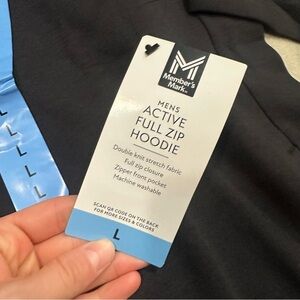 M
Member's
Mark.
MENS
ACTIVE
FULL ZIP
HOODIE
Double knit stretch fabric
Full zip closure
Zipper front pocket
Machine washable
SCAN QR CODE ON THE BACK
FOR MORE SIZES & COLORS
L
L
L
L
L
L